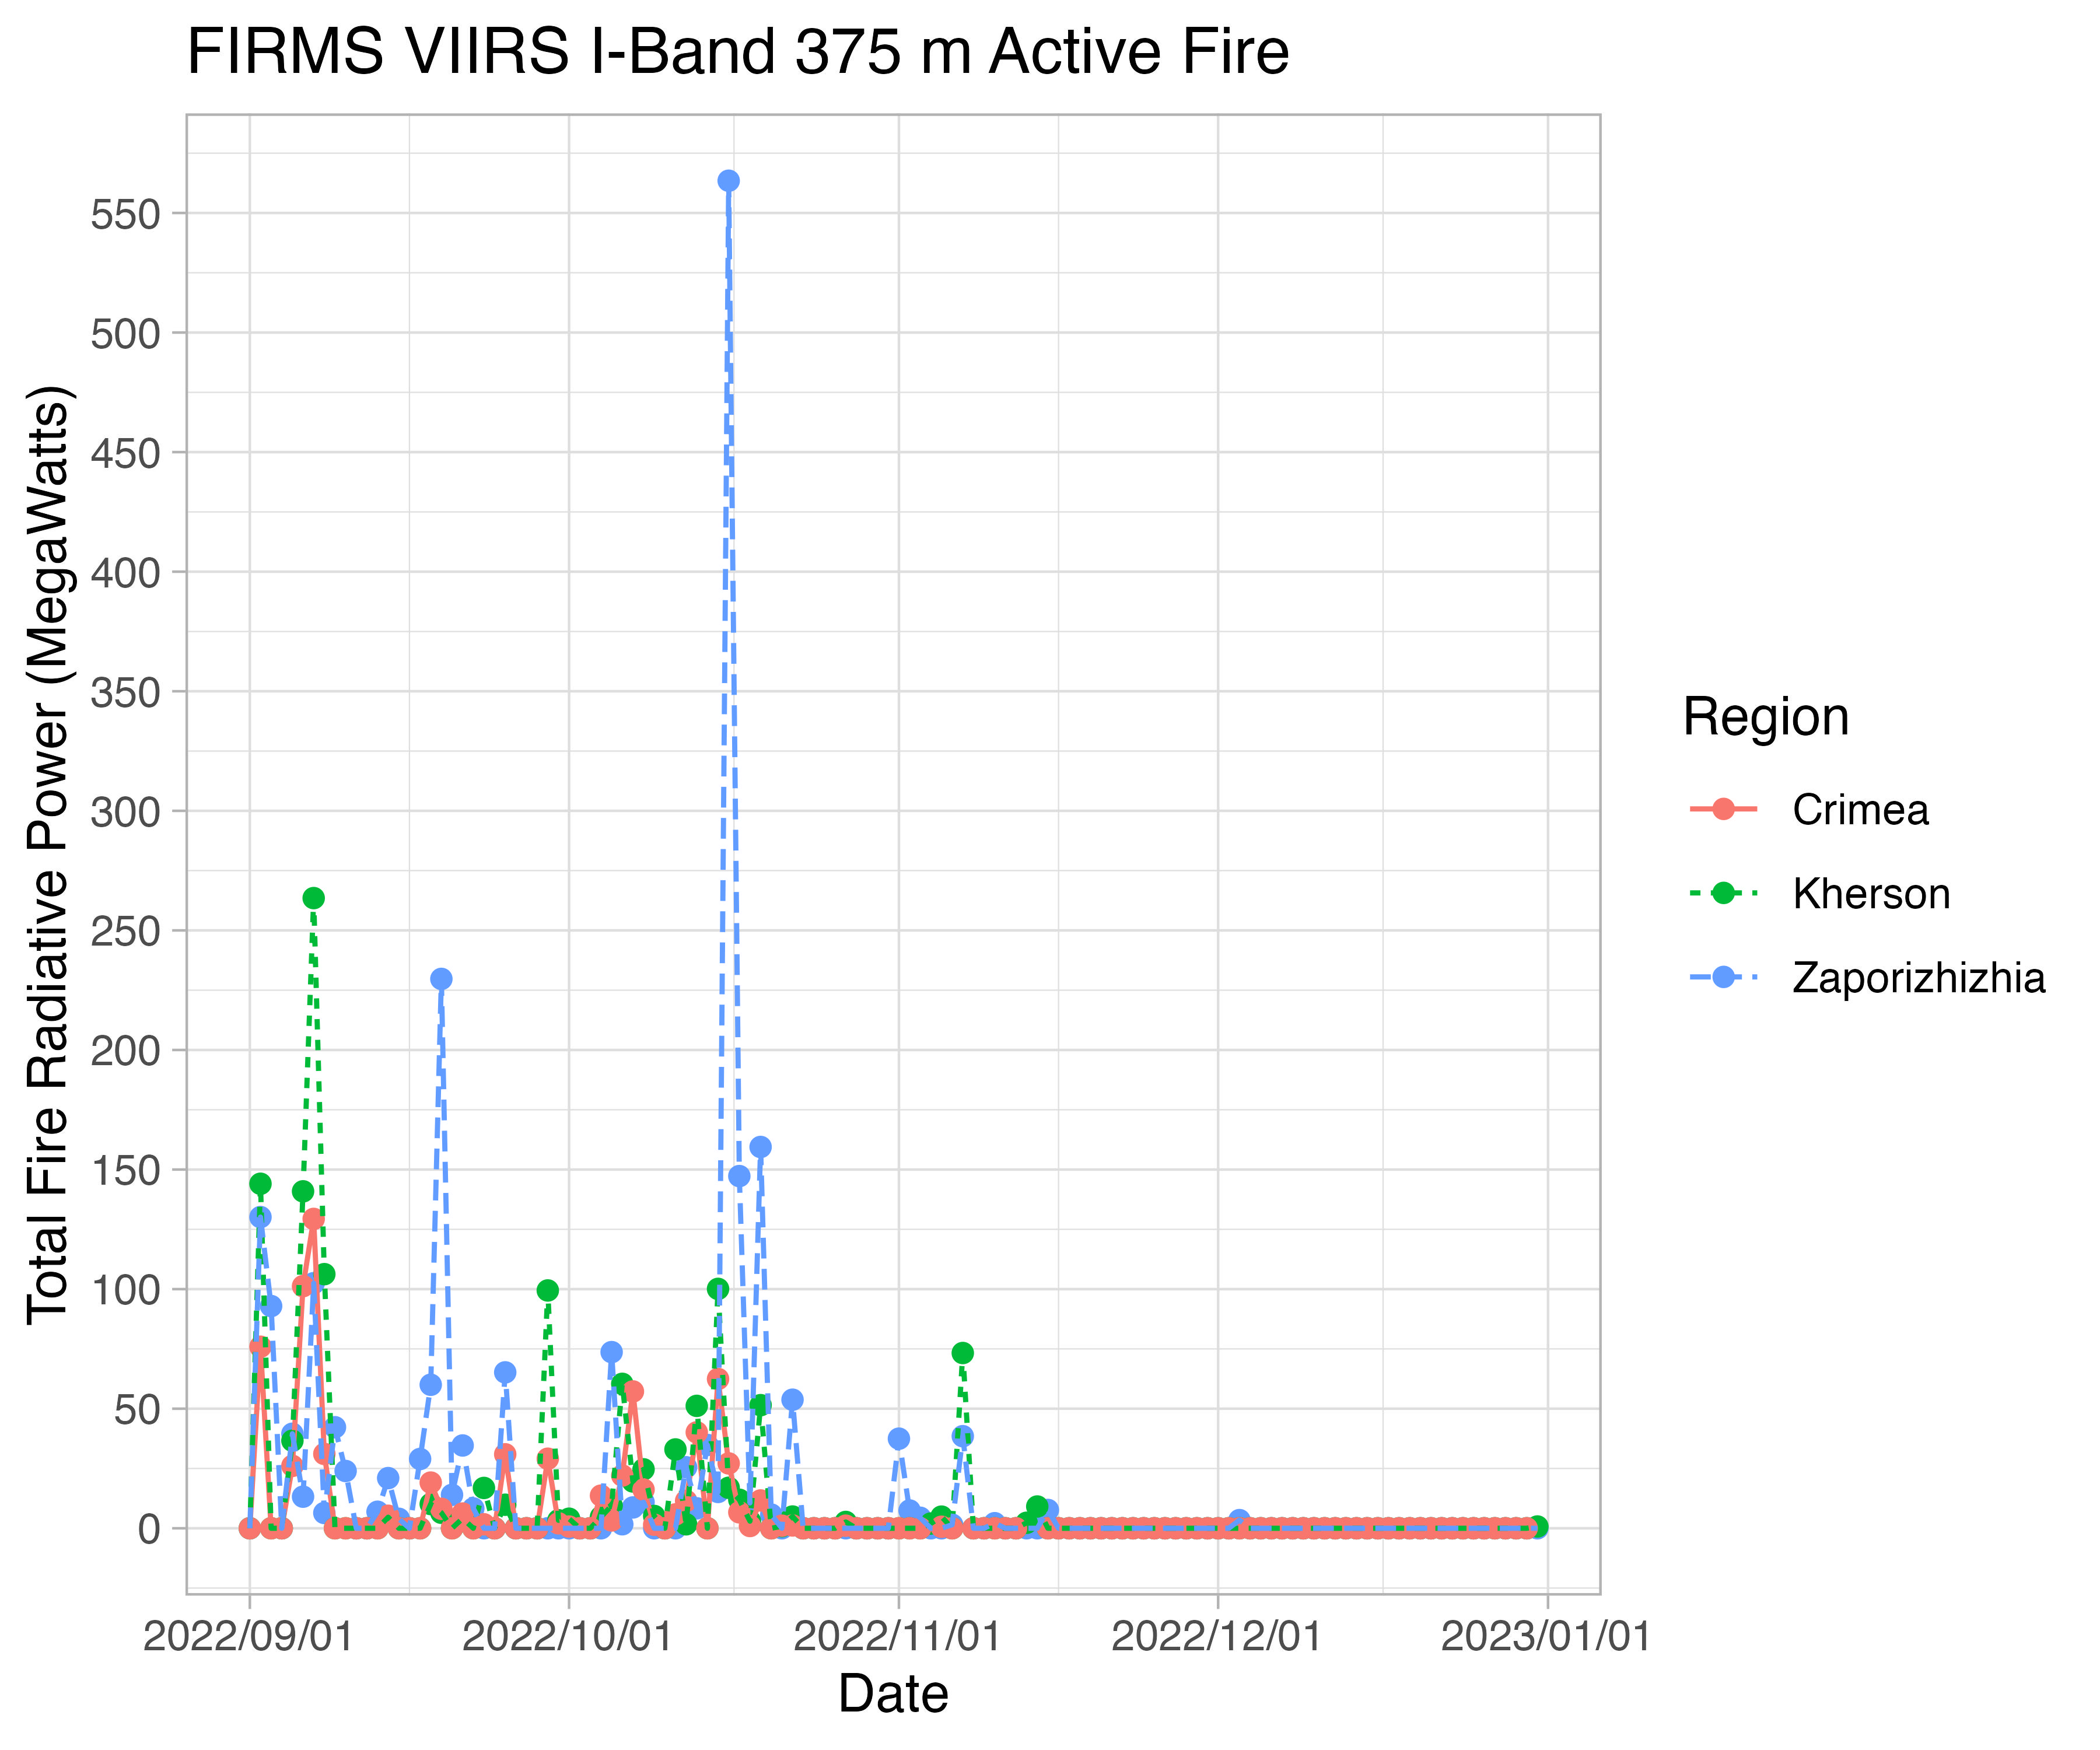 FIRMS VIIRS I-Band 375 m Active Fire
Total Fire Radiative Power (MegaWatts)
550
500
450
400
350
300
250
200
150
100
50
0
2022/09/01
2022/10/01
2022/11/01
2022/12/01
2023/01/01
Date
Region
Crimea
Kherson
Zaporizhizhia